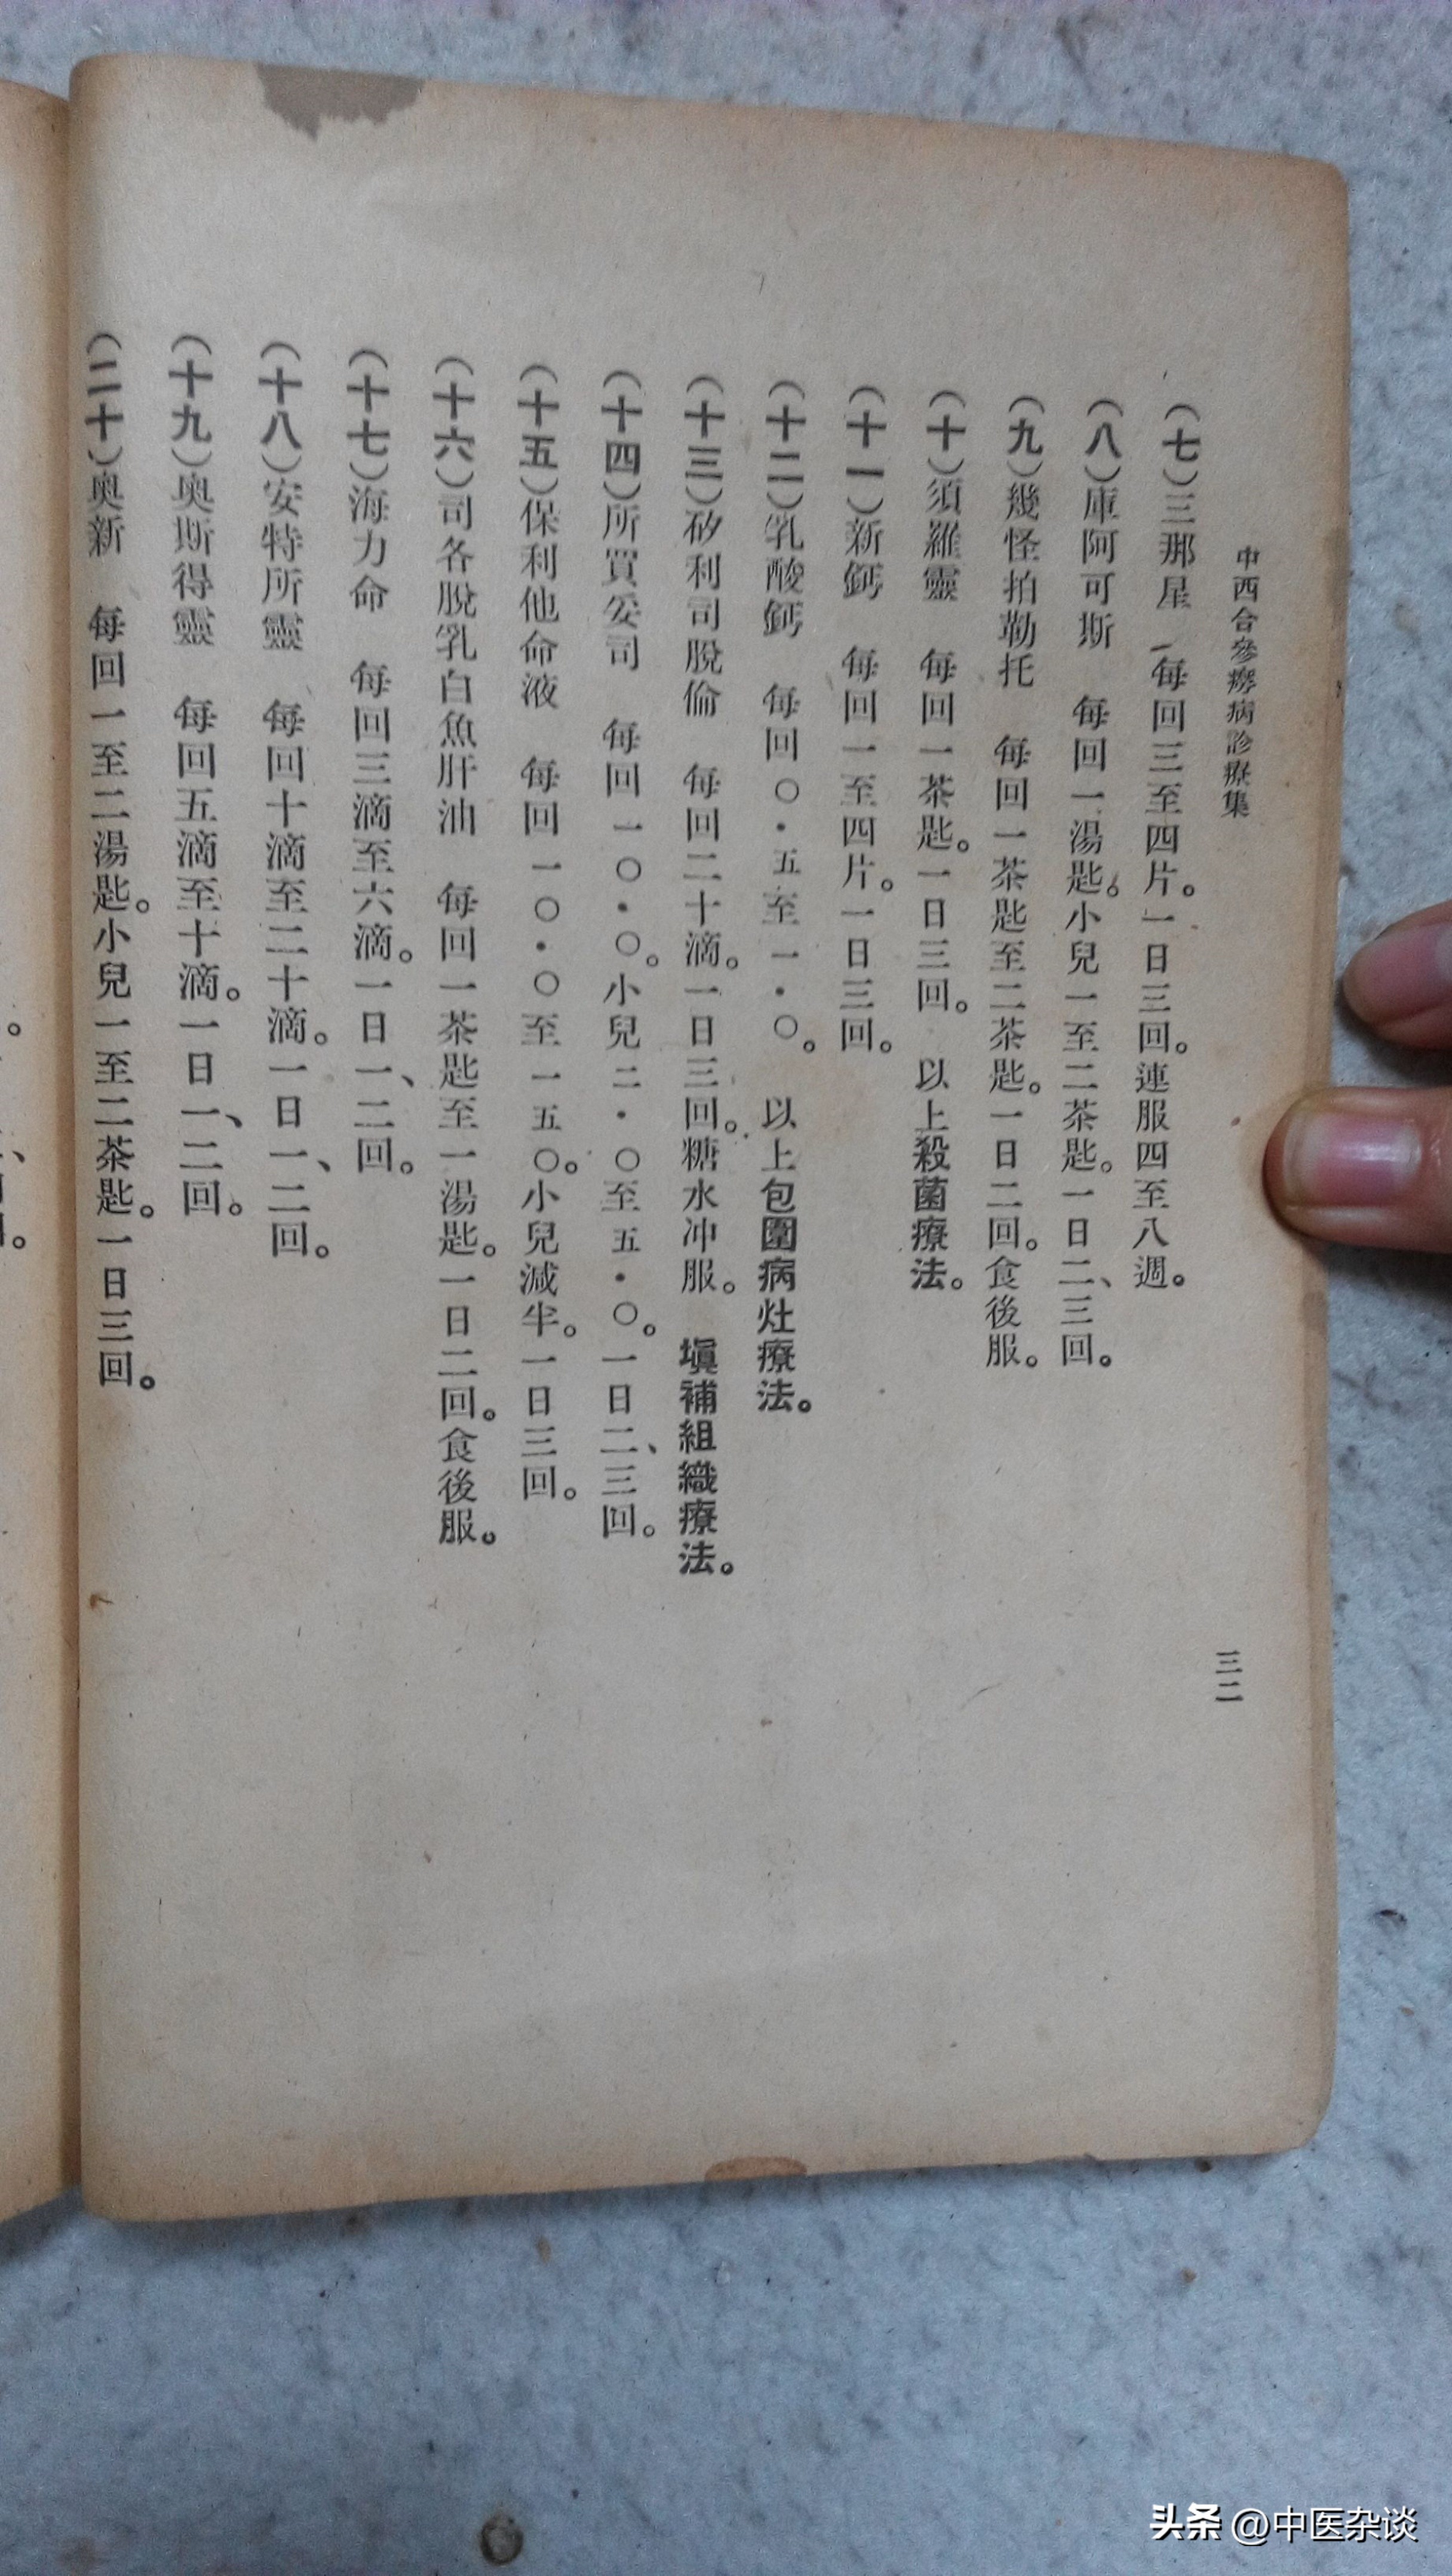 中西合參癆病診療集
三二
（七）三那星　每回三至四片。一日三回。連服四至八週。
（八）庫阿可斯　每回一湯匙。小兒一至二茶匙。一日二、三回。
（九）幾怪拍勒托　每回一茶匙至二茶匙。一日二回。食後服。
（十）須羅靈　每回一茶匙。一日三回。　以上殺菌療法。
（十一）新鈣　每回一至四片。一日三回。
（十二）乳酸鈣　每回〇・五至一・〇。　以上包圍病灶療法。
（十三）矽利司脫倫　每回二十滴。一日三回。糖水冲服。　塡補組織療法。
（十四）所買妥司　每回一〇・〇。小兒二・〇至五・〇。一日二、三回。
（十五）保利他命液　每回一〇・〇至一五〇。小兒減半。一日三回。
（十六）司各脫乳白魚肝油　每回一茶匙至一湯匙。一日二回。食後服。
（十七）海力命　每回三滴至六滴。一日一、二回。
（十八）安特所靈　每回十滴至二十滴。一日一、二回。
（十九）奥斯得靈　每回五滴至十滴。一日一、二回。
（二十）奥新　每回一至二湯匙。小兒一至二茶匙。一日三回。
头条 @中医杂谈